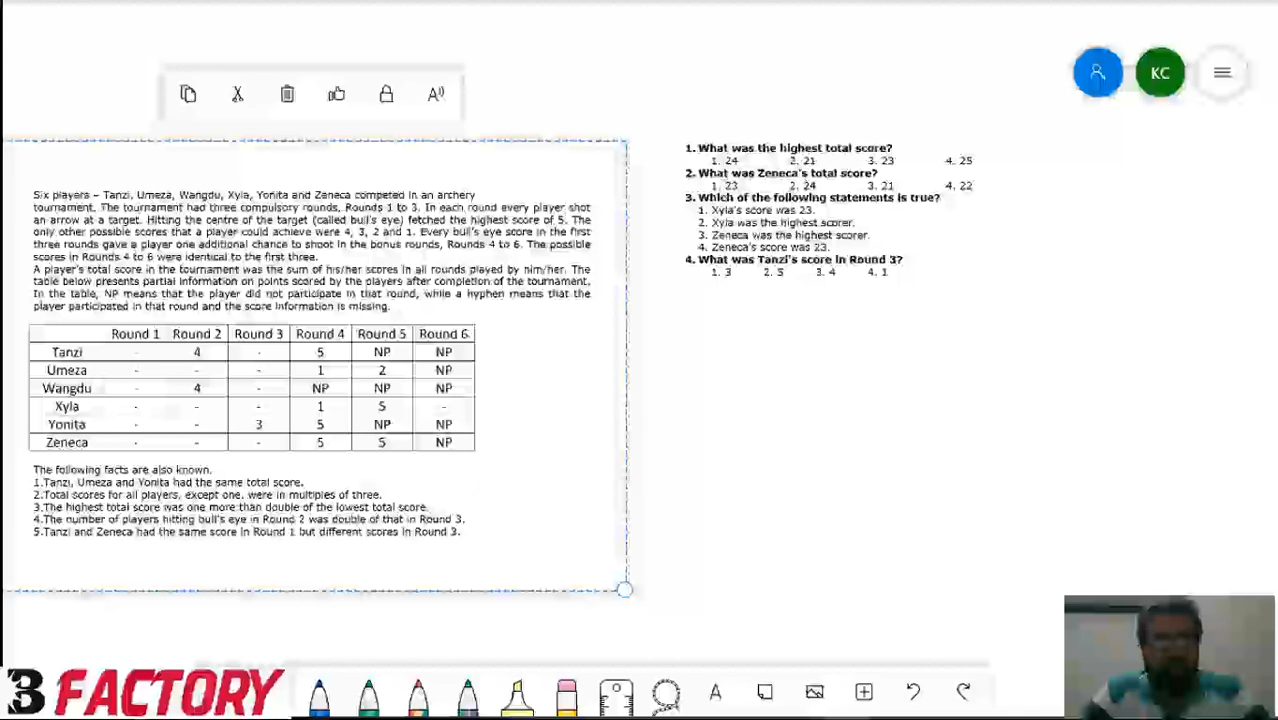 KC
Six players – Tanzi, Umeza, Wangdu, Xyla, Yonita and Zeneca competed in an archery
tournament. The tournament had three compulsory rounds, Rounds 1 to 3. In each round every player shot
an arrow at a target. Hitting the centre of the target (called bull's eye) fetched the highest score of 5. The
only other possible scores that a player could achieve were 4, 3, 2 and 1. Every bull's eye score in the first
three rounds gave a player one additional chance to shoot in the bonus rounds, Rounds 4 to 6. The possible
scores in Rounds 4 to 6 were identical to the first three.
A player's total score in the tournament was the sum of his/her scores in all rounds played by him/her. The
table below presents partial information on points scored by the players after completion of the tournament.
In the table, NP means that the player did not participate in that round, while a hyphen means that the
player participated in that round and the score information is missing.
Round 1 Round 2 Round 3 Round 4 Round 5 Round 6
Tanzi - 4 - 5 NP NP
Umeza - - - 1 2 NP
Wangdu - 4 - NP NP NP
Xyla - - - 1 5 -
Yonita - - 3 5 NP NP
Zeneca - - - 5 5 NP
The following facts are also known.
1.Tanzi, Umeza and Yonita had the same total score.
2.Total scores for all players, except one, were in multiples of three.
3.The highest total score was one more than double of the lowest total score.
4.The number of players hitting bull's eye in Round 2 was double of that in Round 3.
5.Tanzi and Zeneca had the same score in Round 1 but different scores in Round 3.
1. What was the highest total score?
1. 24 2. 21 3. 23 4. 25
2. What was Zeneca's total score?
1. 23 2. 24 3. 21 4. 22
3. Which of the following statements is true?
1. Xyla's score was 23.
2. Xyla was the highest scorer.
3. Zeneca was the highest scorer.
4. Zeneca's score was 23.
4. What was Tanzi's score in Round 3?
1. 3 2. 5 3. 4 4. 1
3 FACTORY